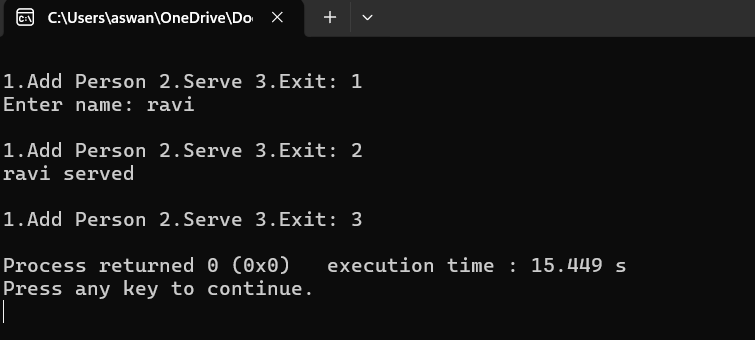 C:\Users\aswan\OneDrive\Do
1.Add Person 2.Serve 3.Exit: 1
Enter name: ravi
1.Add Person 2.Serve 3.Exit: 2
ravi served
1.Add Person 2.Serve 3.Exit: 3
Process returned 0 (0x0)   execution time : 15.449 s
Press any key to continue.